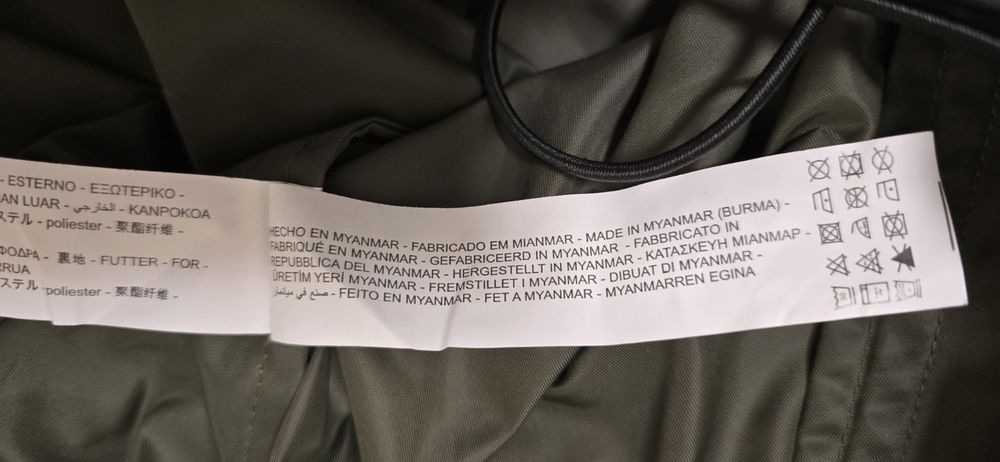 - ESTERNO - ΕΞΩΤΕΡΙΚΟ -
LUAR - الخارجي - KANPOKOA
ステル - poliester - 聚酯纤维 -
裏地 - FUTTER - FOR -
ステル - poliester - 聚酯纤维 -
HECHO EN MYANMAR - FABRICADO EM MIANMAR - MADE IN MYANMAR (BURMA) -
FABRIQUÉ EN MYANMAR - GEFABRICEERD IN MYANMAR - FABBRICATO IN
REPUBBLICA DEL MYANMAR - HERGESTELLT IN MYANMAR - ΚΑΤΑΣΚΕΥΗ ΜΙΑΝΜΑΡ -
ÜRETİM YERİ MYANMAR - FREMSTILLET I MYANMAR - DIBUAT DI MYANMAR -
صنع في ميانمار - FEITO EN MYANMAR - FET A MYANMAR - MYANMARREN EGINA